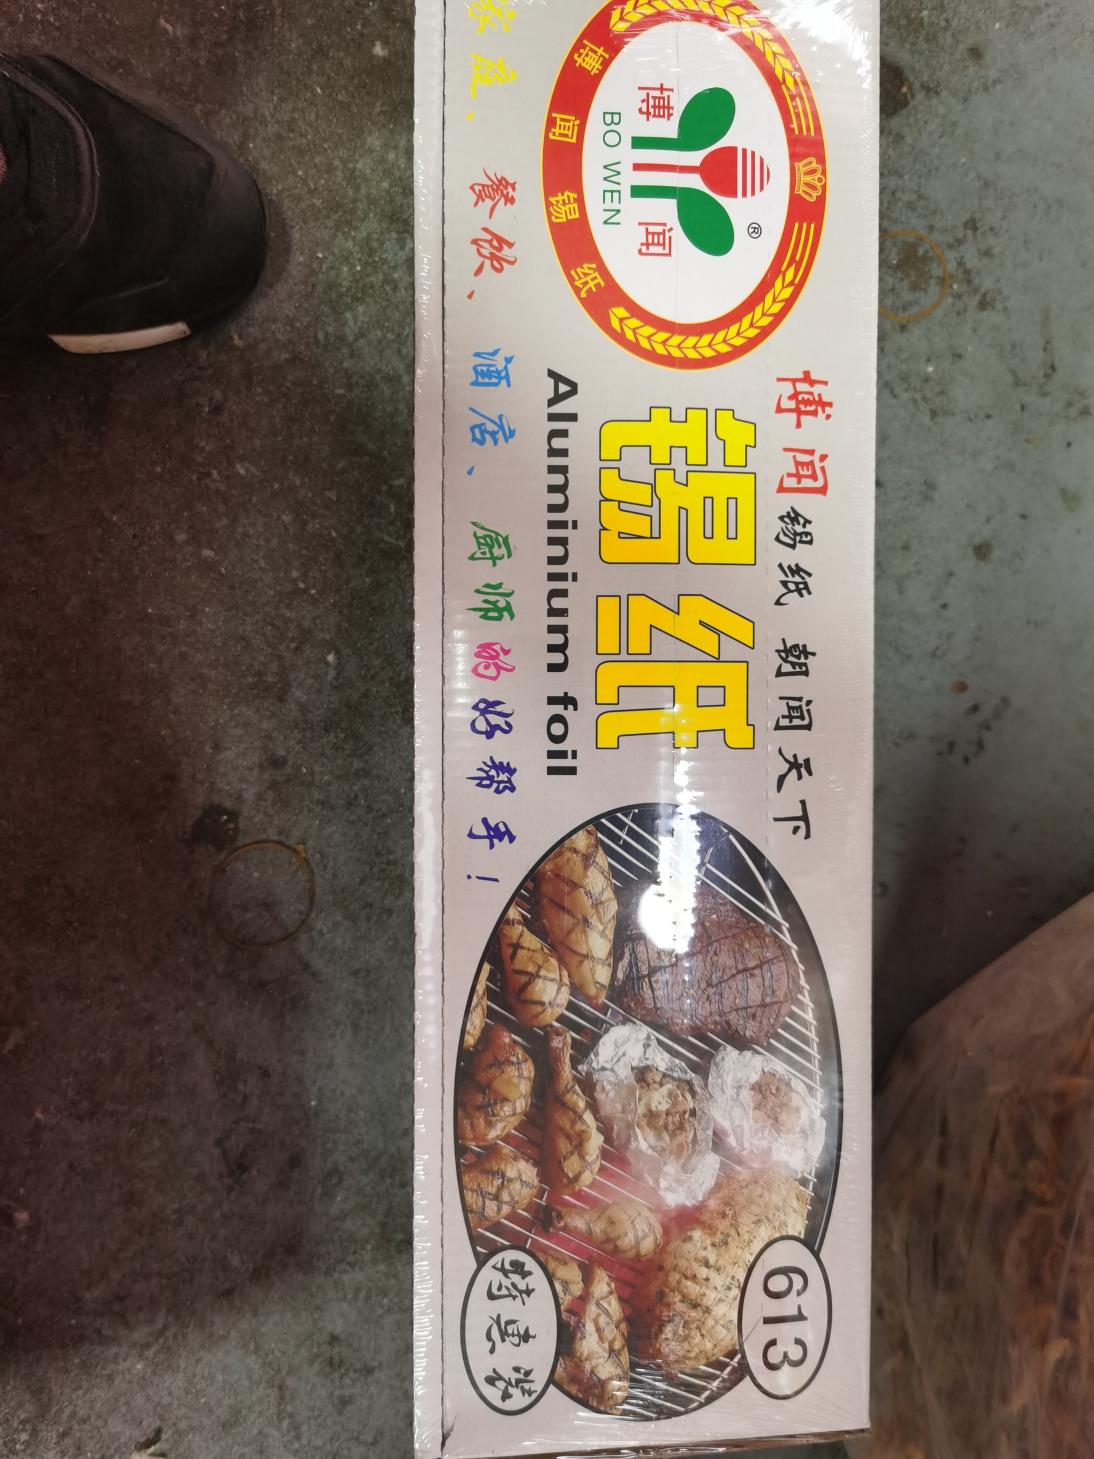 博闻锡纸 朝闻天下
博闻锡纸
博闻
®
BO WEN
锡纸
Aluminium foil
家庭、餐饮、酒店、厨师的好帮手!
613
特惠装